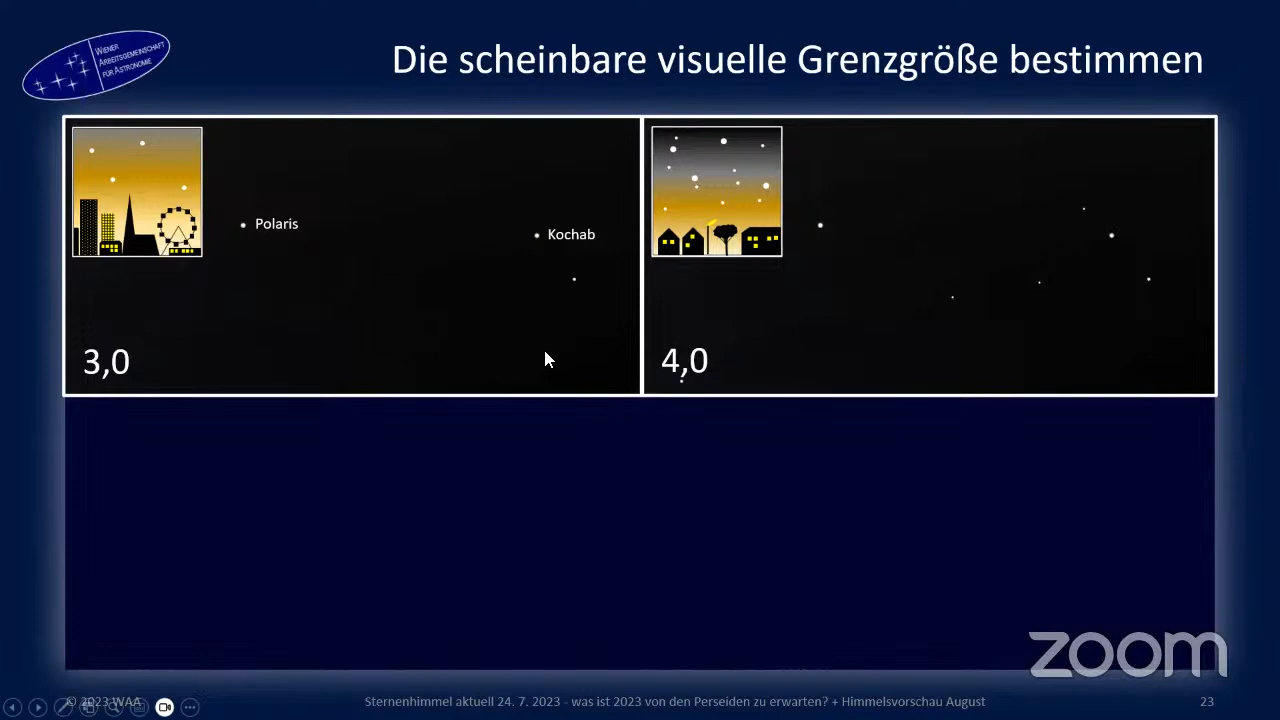 WIENER
ARBEITSGEMEINSCHAFT
FÜR ASTRONOMIE
Die scheinbare visuelle Grenzgröße bestimmen
Polaris
Kochab
3,0
4,0
zoom
© 2023 WAA
Sternenhimmel aktuell 24. 7. 2023 - was ist 2023 von den Perseiden zu erwarten? + Himmelsvorschau August
23